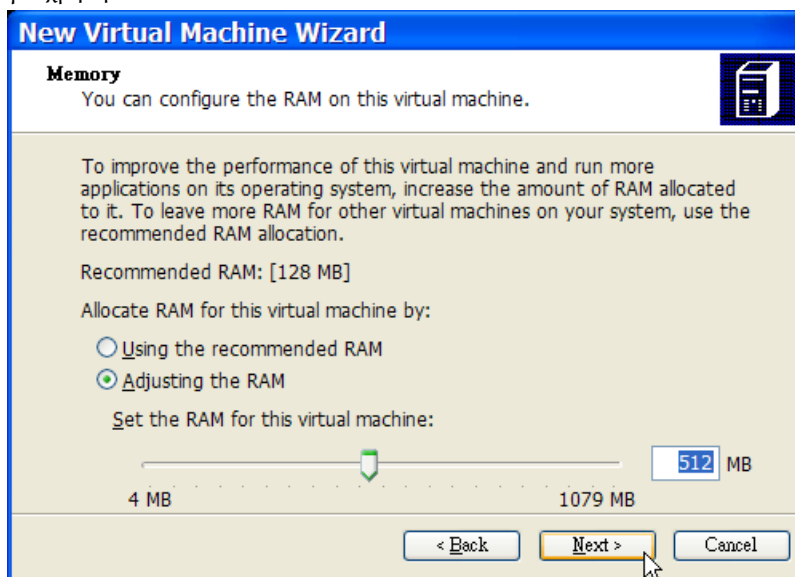 New Virtual Machine Wizard
Memory
You can configure the RAM on this virtual machine.
To improve the performance of this virtual machine and run more
applications on its operating system, increase the amount of RAM allocated
to it. To leave more RAM for other virtual machines on your system, use the
recommended RAM allocation.
Recommended RAM: [128 MB]
Allocate RAM for this virtual machine by:
Using the recommended RAM
Adjusting the RAM
Set the RAM for this virtual machine:
512 MB
4 MB 1079 MB
< Back Next > Cancel